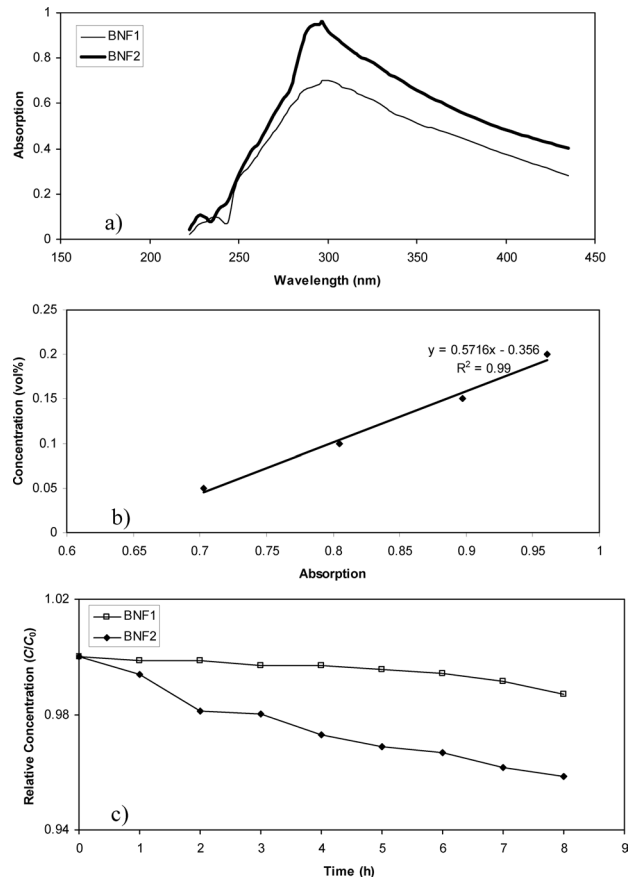 1
0.8
0.6
0.4
0.2
0
Absorption
BNF1
BNF2
a)
150 200 250 300 350 400 450
Wavelength (nm)
0.25
0.2
0.15
0.1
0.05
0
Concentration (vol%)
y = 0.5716x - 0.356
R² = 0.99
b)
0.6 0.65 0.7 0.75 0.8 0.85 0.9 0.95 1
Absorption
1.02
0.98
0.94
Relative Concentration (C/C₀)
BNF1
BNF2
c)
0 1 2 3 4 5 6 7 8 9
Time (h)